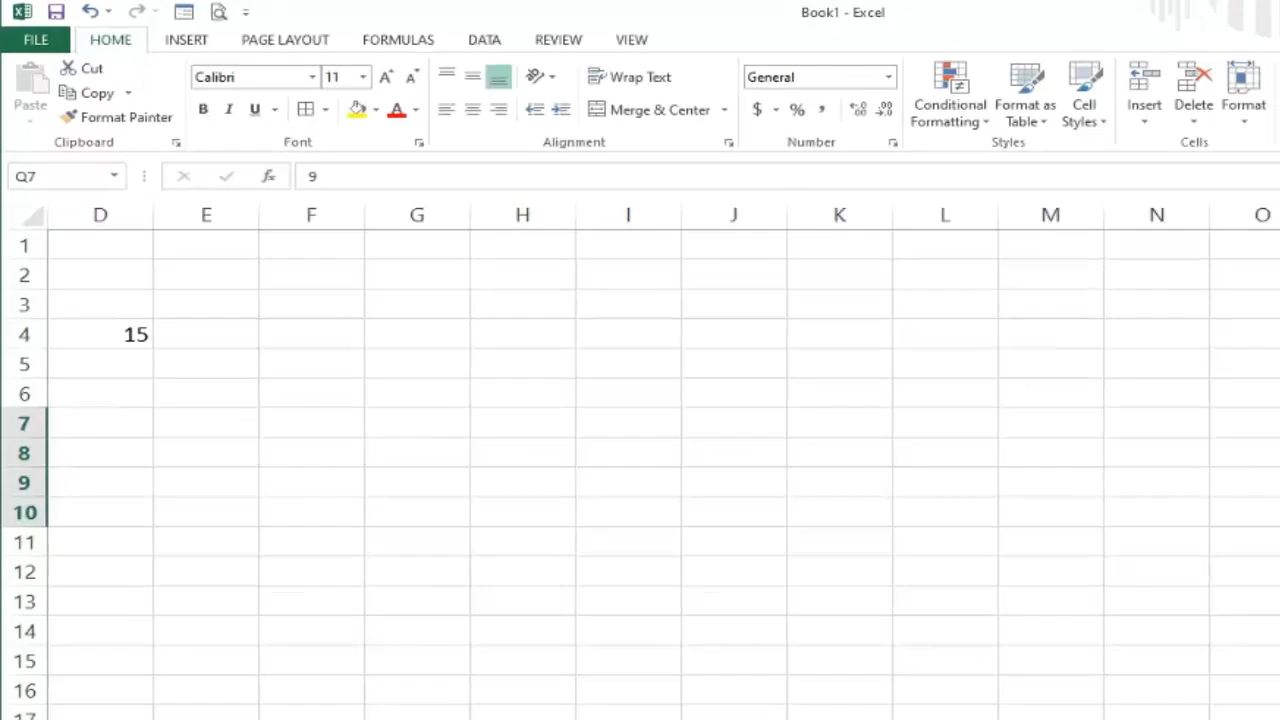 Book1 - Excel
FILE HOME INSERT PAGE LAYOUT FORMULAS DATA REVIEW VIEW
Paste Cut Copy Format Painter
Calibri 11
B I U A
Wrap Text
Merge & Center
General
$ % ,
Conditional Formatting Format as Table Cell Styles
Insert Delete Format
Clipboard Font Alignment Number Styles Cells
Q7 fx 9
D E F G H I J K L M N O
1
2
3
4 15
5
6
7
8
9
10
11
12
13
14
15
16
17